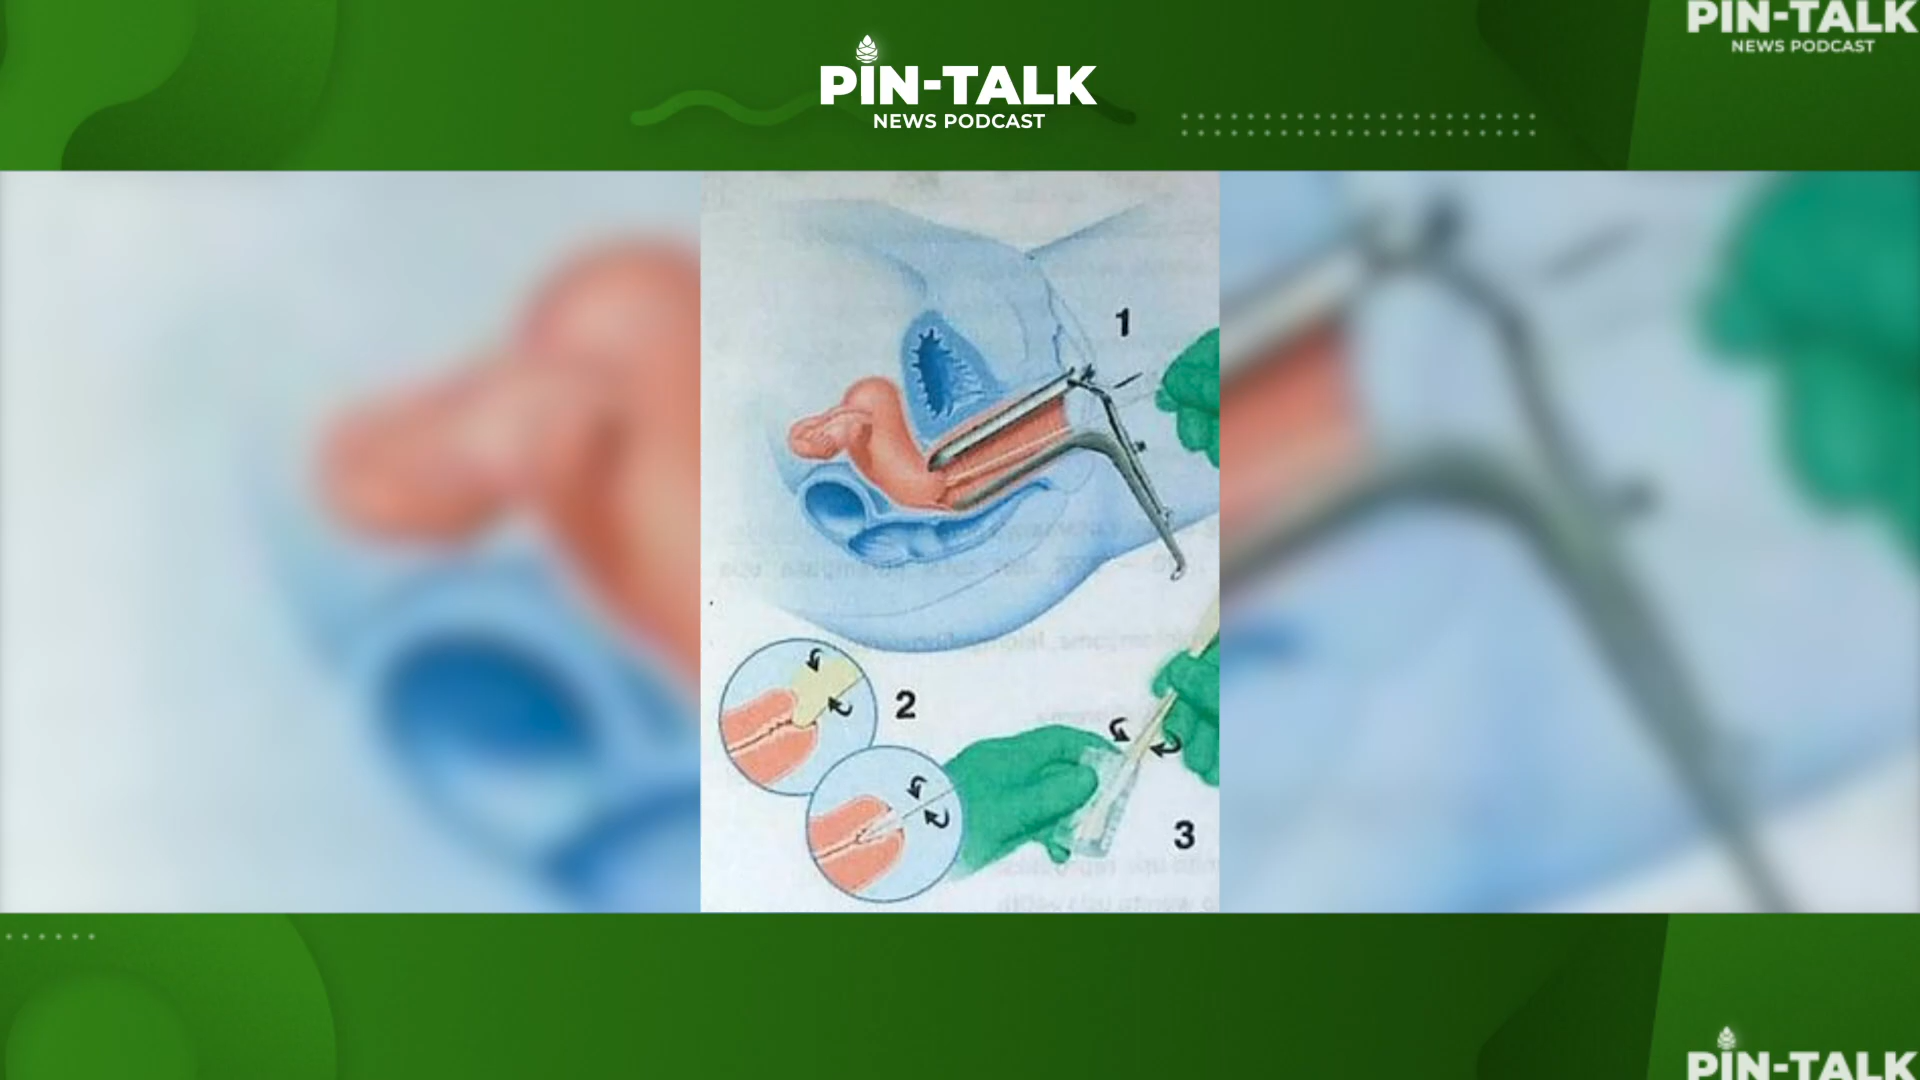 PIN-TALK
NEWS PODCAST
PIN-TALK
NEWS PODCAST
1
2
3
PIN-TALK